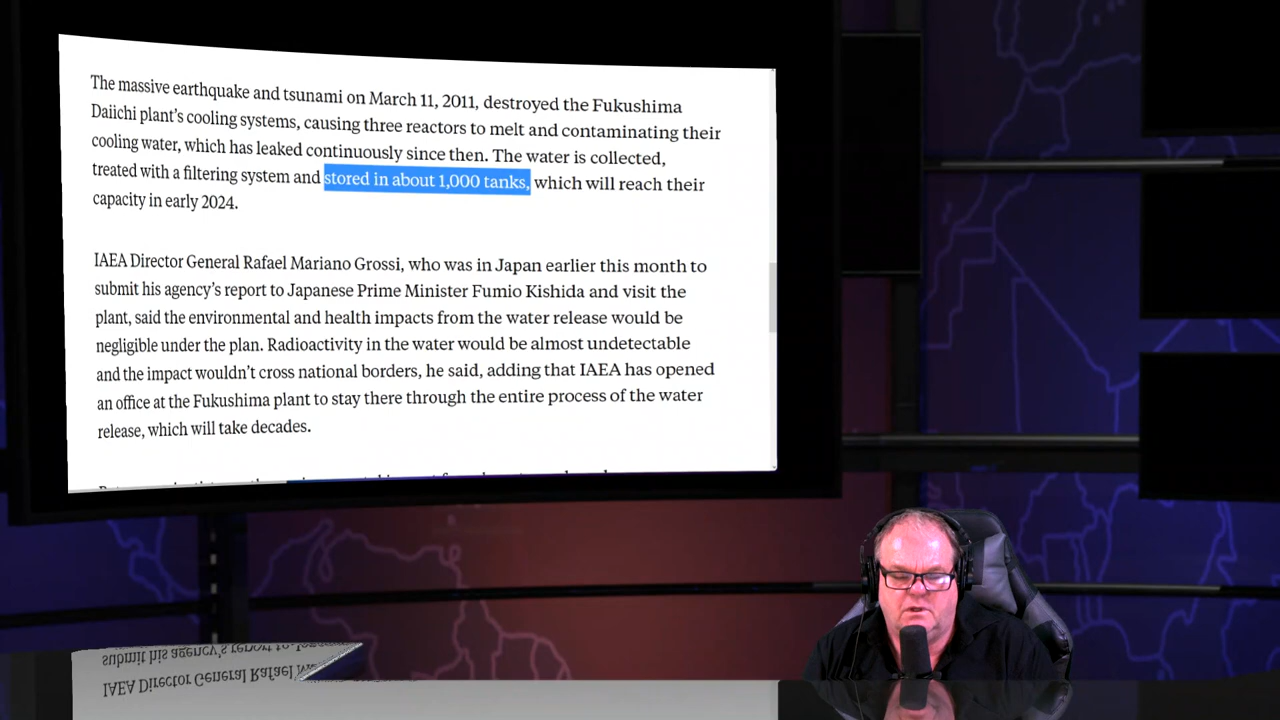 The massive earthquake and tsunami on March 11, 2011, destroyed the Fukushima
Daiichi plant's cooling systems, causing three reactors to melt and contaminating their
cooling water, which has leaked continuously since then. The water is collected,
treated with a filtering system and stored in about 1,000 tanks, which will reach their
capacity in early 2024.
IAEA Director General Rafael Mariano Grossi, who was in Japan earlier this month to
submit his agency's report to Japanese Prime Minister Fumio Kishida and visit the
plant, said the environmental and health impacts from the water release would be
negligible under the plan. Radioactivity in the water would be almost undetectable
and the impact wouldn't cross national borders, he said, adding that IAEA has opened
an office at the Fukushima plant to stay there through the entire process of the water
release, which will take decades.